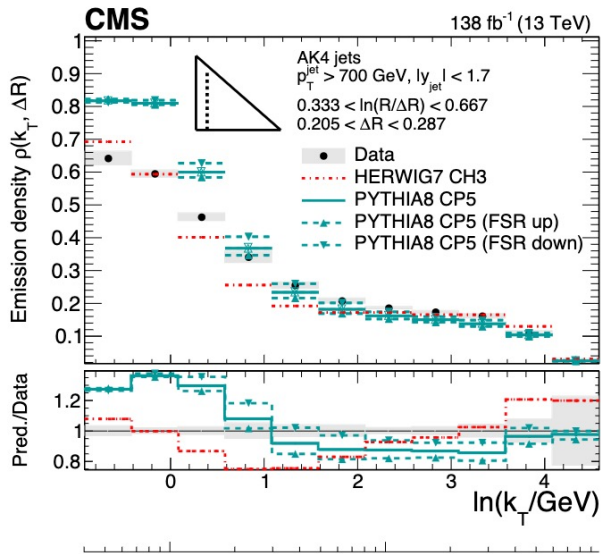 CMS 138 fb⁻¹ (13 TeV)
AK4 jets
p_T^jet > 700 GeV, |y_jet| < 1.7
0.333 < ln(R/ΔR) < 0.667
0.205 < ΔR < 0.287
Data
HERWIG7 CH3
PYTHIA8 CP5
PYTHIA8 CP5 (FSR up)
PYTHIA8 CP5 (FSR down)
Emission density ρ(k_T, ΔR)
1
0.9
0.8
0.7
0.6
0.5
0.4
0.3
0.2
0.1
Pred./Data
1.2
1
0.8
0 1 2 3 4
ln(k_T/GeV)